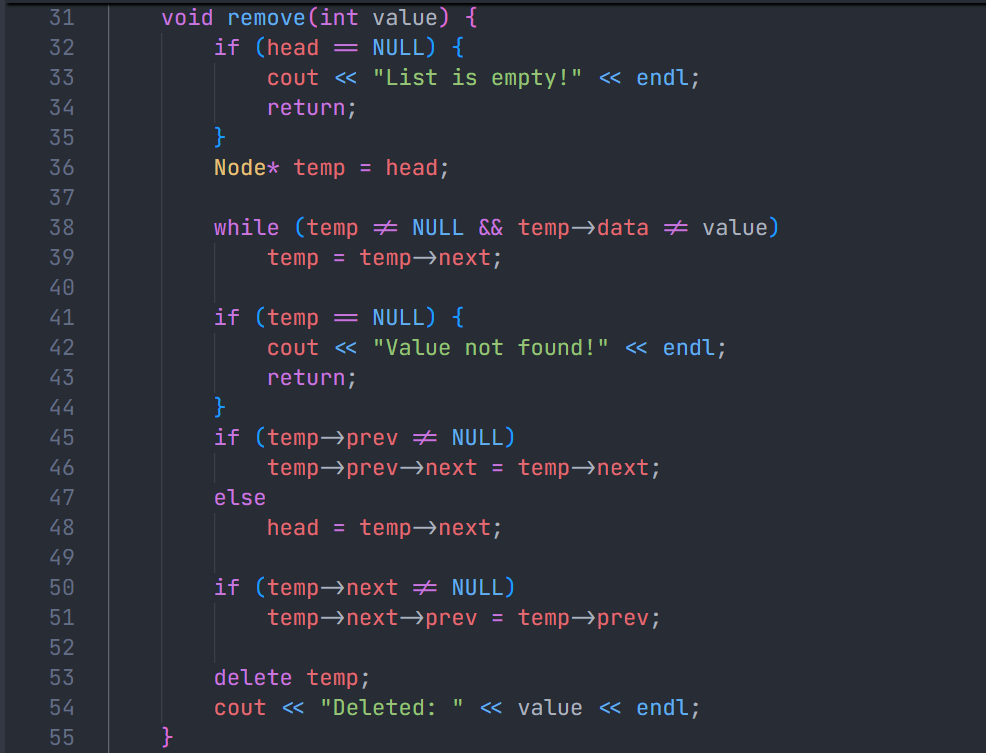 31 void remove(int value) {
32 if (head == NULL) {
33 cout << "List is empty!" << endl;
34 return;
35 }
36 Node* temp = head;
37
38 while (temp != NULL && temp->data != value)
39 temp = temp->next;
40
41 if (temp == NULL) {
42 cout << "Value not found!" << endl;
43 return;
44 }
45 if (temp->prev != NULL)
46 temp->prev->next = temp->next;
47 else
48 head = temp->next;
49
50 if (temp->next != NULL)
51 temp->next->prev = temp->prev;
52
53 delete temp;
54 cout << "Deleted: " << value << endl;
55 }